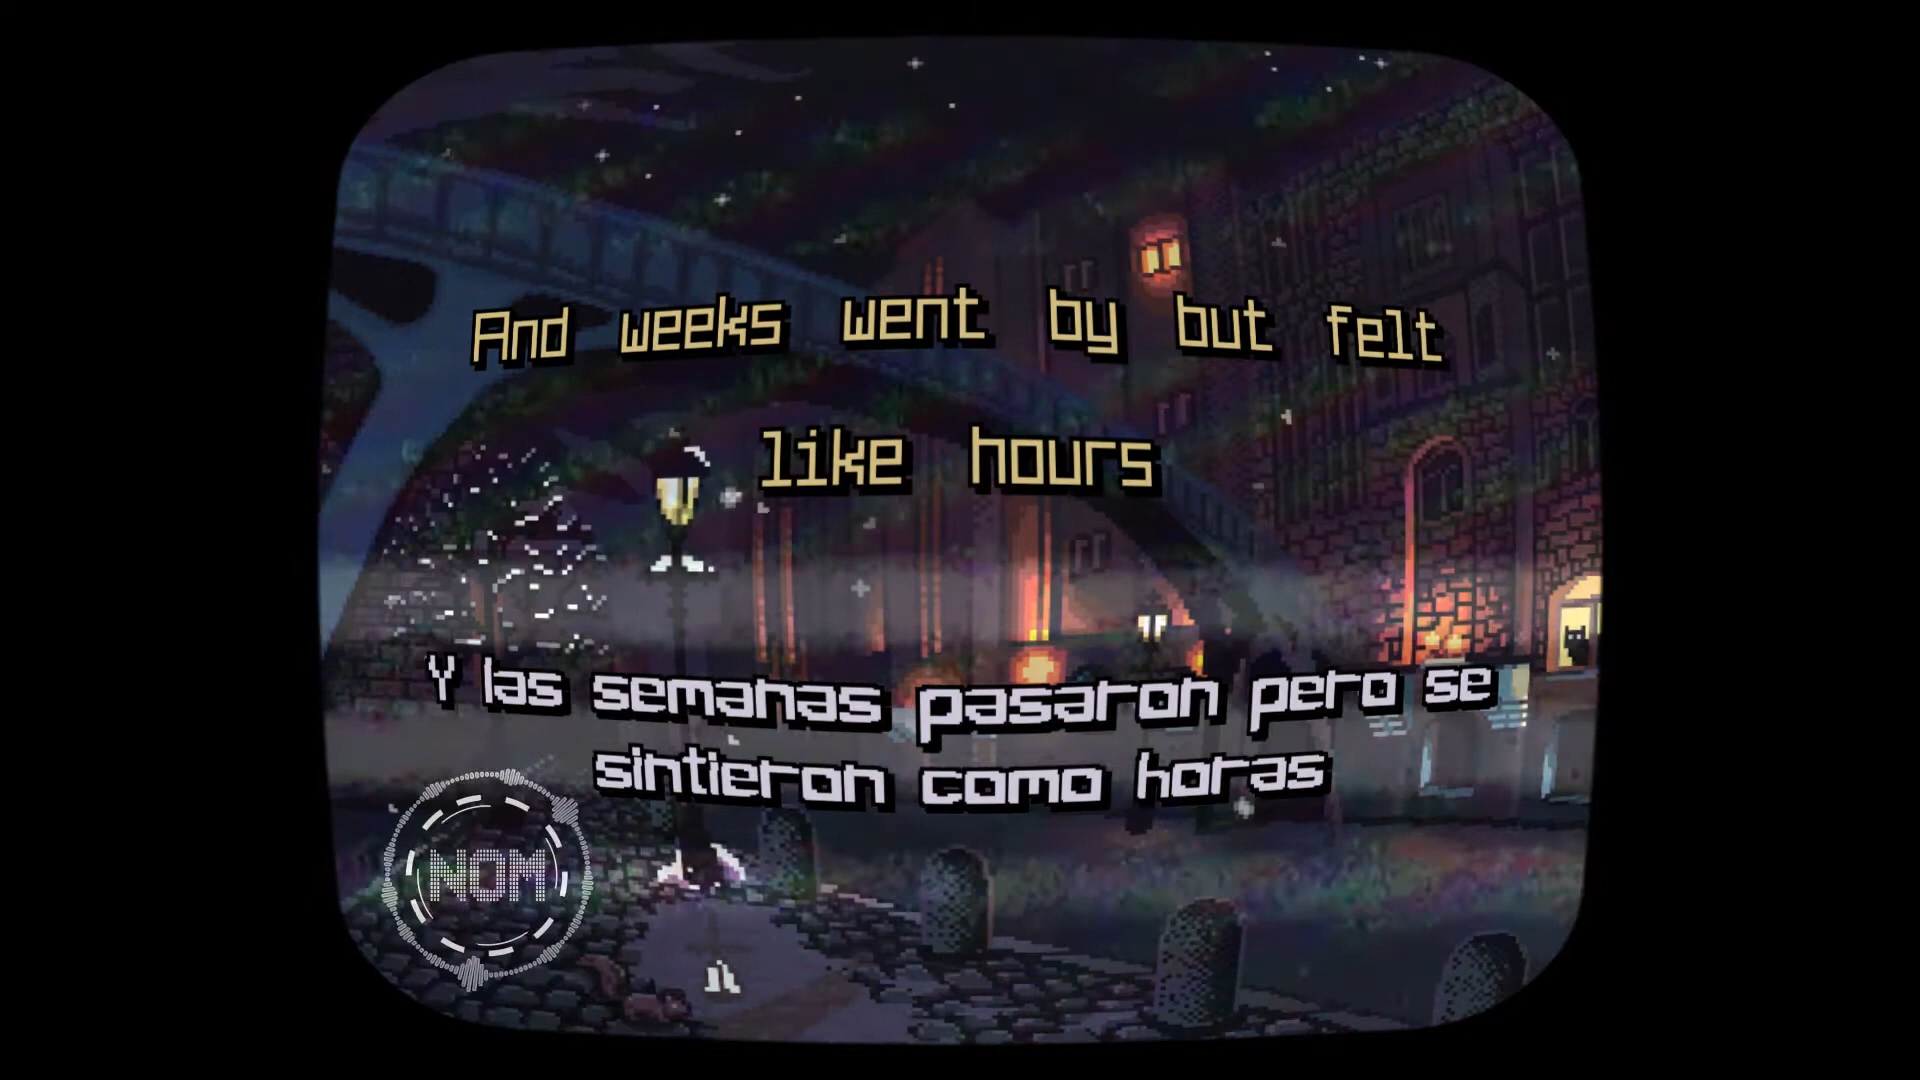 And weeks went by but felt
like hours
Y las semanas pasaron pero se
sintieron como horas
NOM